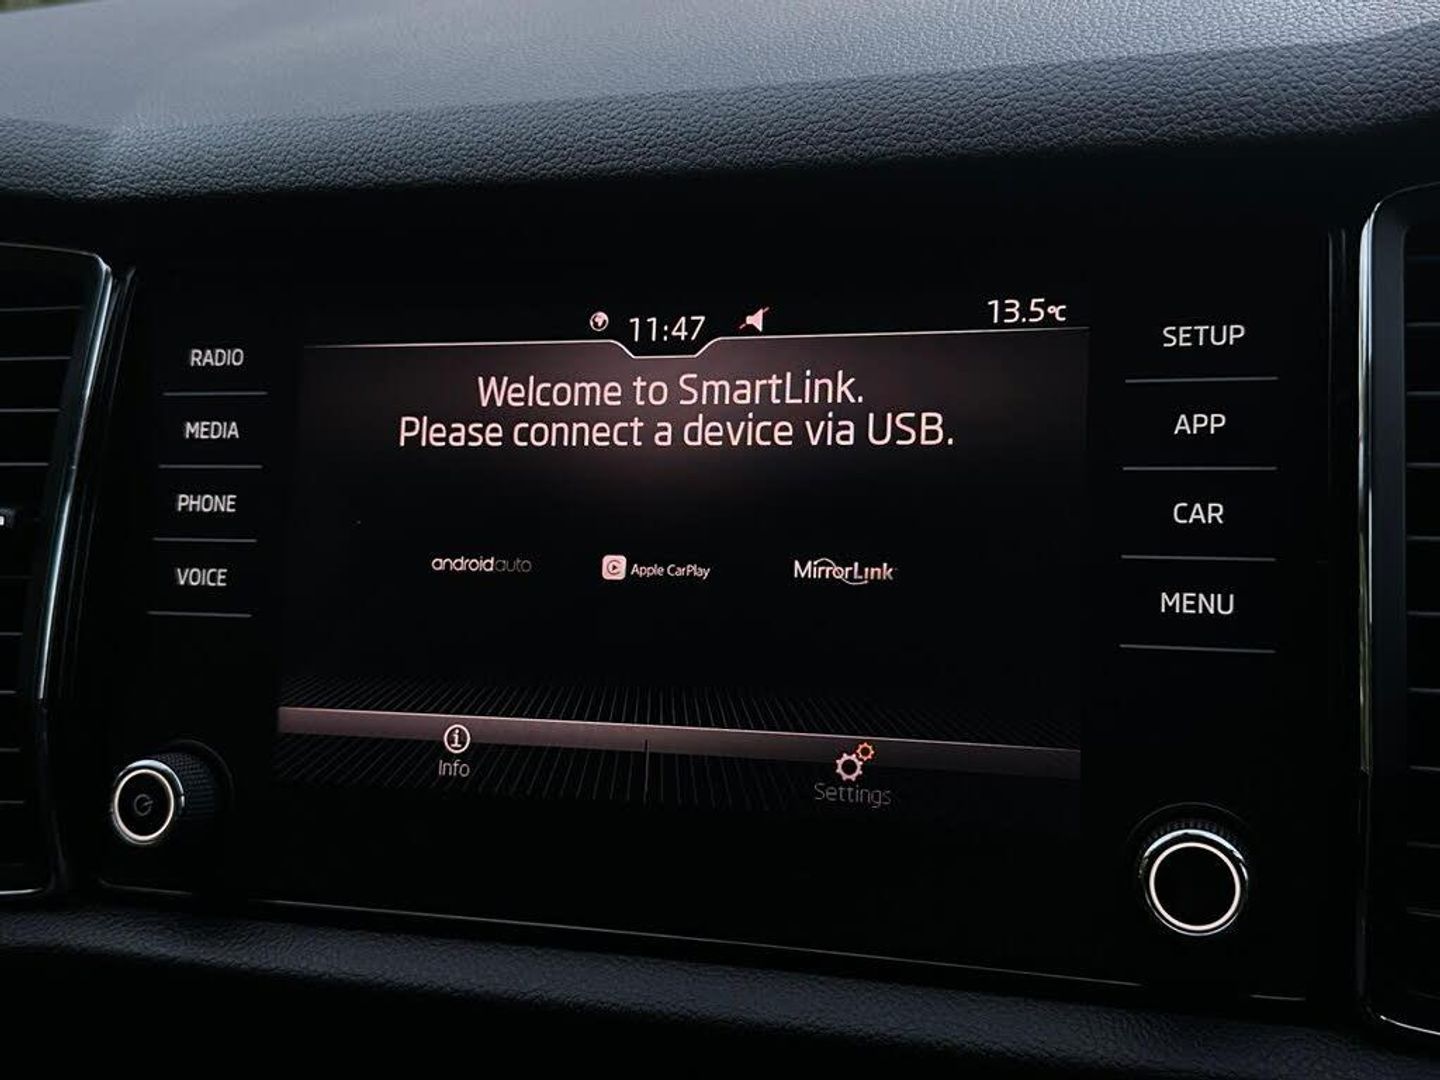 11:47
13.5°C
Welcome to SmartLink.
Please connect a device via USB.
androidauto
Apple CarPlay
MirrorLink
Info
Settings
RADIO
MEDIA
PHONE
VOICE
SETUP
APP
CAR
MENU